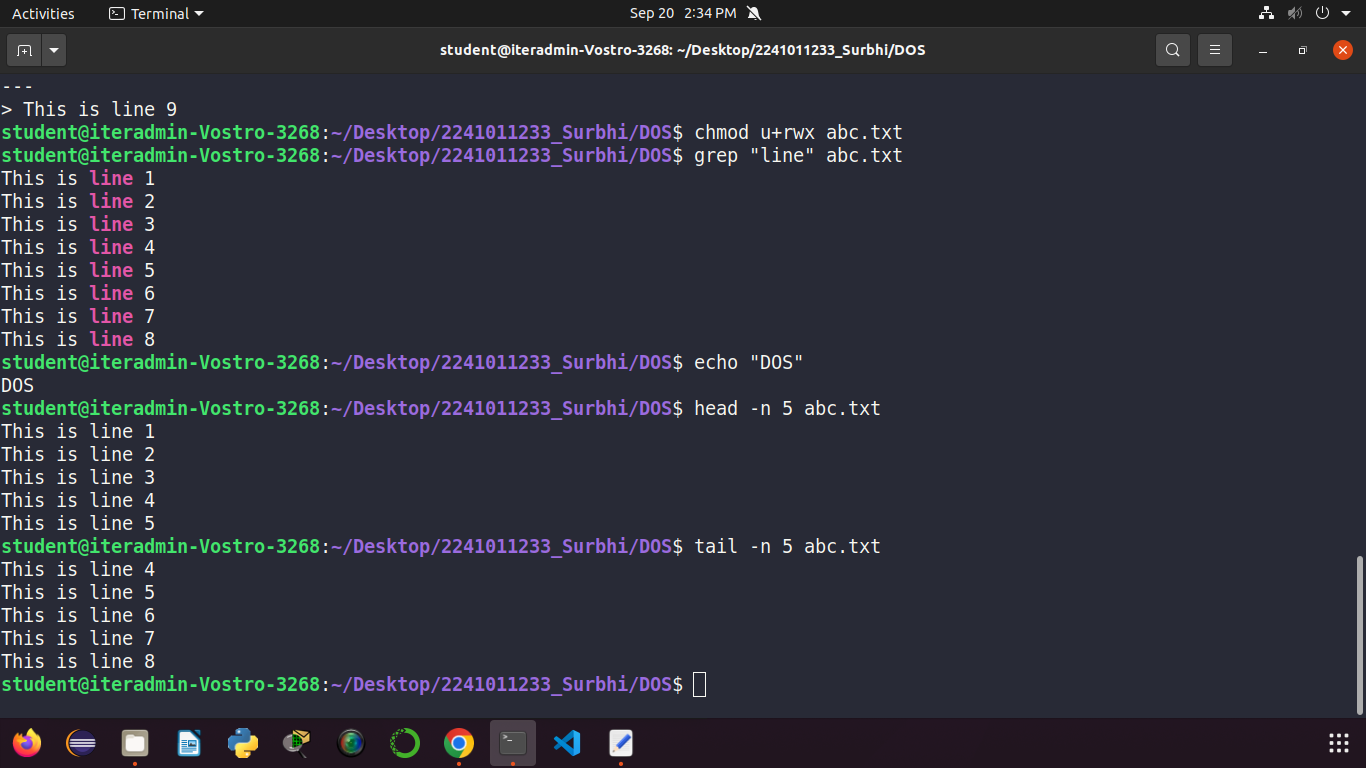 Activities Terminal Sep 20 2:34 PM
student@iteradmin-Vostro-3268: ~/Desktop/2241011233_Surbhi/DOS
---
> This is line 9
student@iteradmin-Vostro-3268:~/Desktop/2241011233_Surbhi/DOS$ chmod u+rwx abc.txt
student@iteradmin-Vostro-3268:~/Desktop/2241011233_Surbhi/DOS$ grep "line" abc.txt
This is line 1
This is line 2
This is line 3
This is line 4
This is line 5
This is line 6
This is line 7
This is line 8
student@iteradmin-Vostro-3268:~/Desktop/2241011233_Surbhi/DOS$ echo "DOS"
DOS
student@iteradmin-Vostro-3268:~/Desktop/2241011233_Surbhi/DOS$ head -n 5 abc.txt
This is line 1
This is line 2
This is line 3
This is line 4
This is line 5
student@iteradmin-Vostro-3268:~/Desktop/2241011233_Surbhi/DOS$ tail -n 5 abc.txt
This is line 4
This is line 5
This is line 6
This is line 7
This is line 8
student@iteradmin-Vostro-3268:~/Desktop/2241011233_Surbhi/DOS$